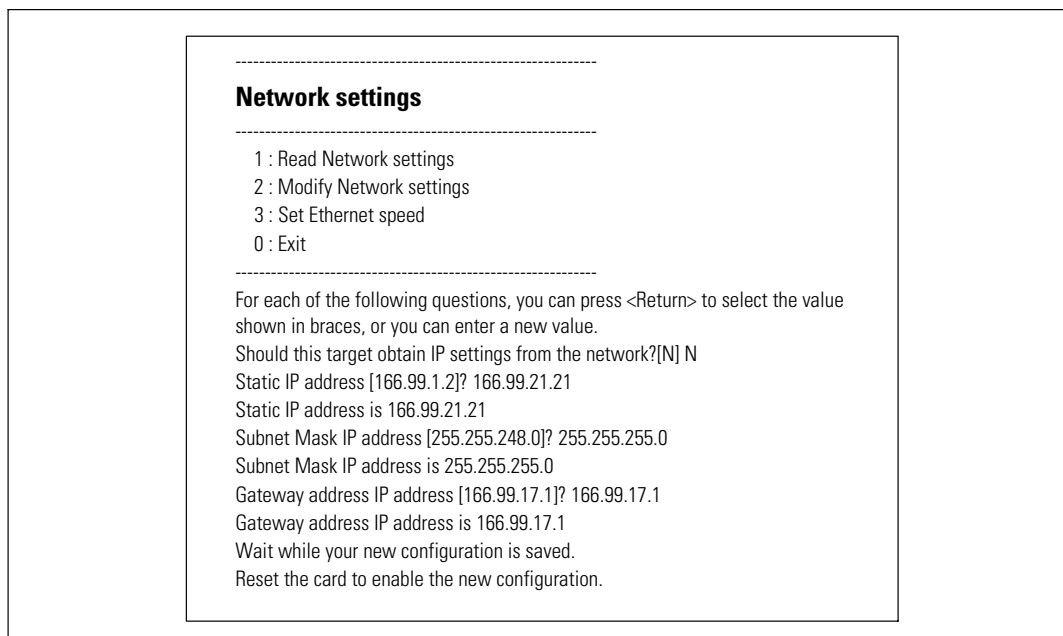 ------------------------------------------------------------
Network settings
------------------------------------------------------------
1 : Read Network settings
2 : Modify Network settings
3 : Set Ethernet speed
0 : Exit
------------------------------------------------------------
For each of the following questions, you can press <Return> to select the value
shown in braces, or you can enter a new value.
Should this target obtain IP settings from the network?[N] N
Static IP address [166.99.1.2]? 166.99.21.21
Static IP address is 166.99.21.21
Subnet Mask IP address [255.255.248.0]? 255.255.255.0
Subnet Mask IP address is 255.255.255.0
Gateway address IP address [166.99.17.1]? 166.99.17.1
Gateway address IP address is 166.99.17.1
Wait while your new configuration is saved.
Reset the card to enable the new configuration.